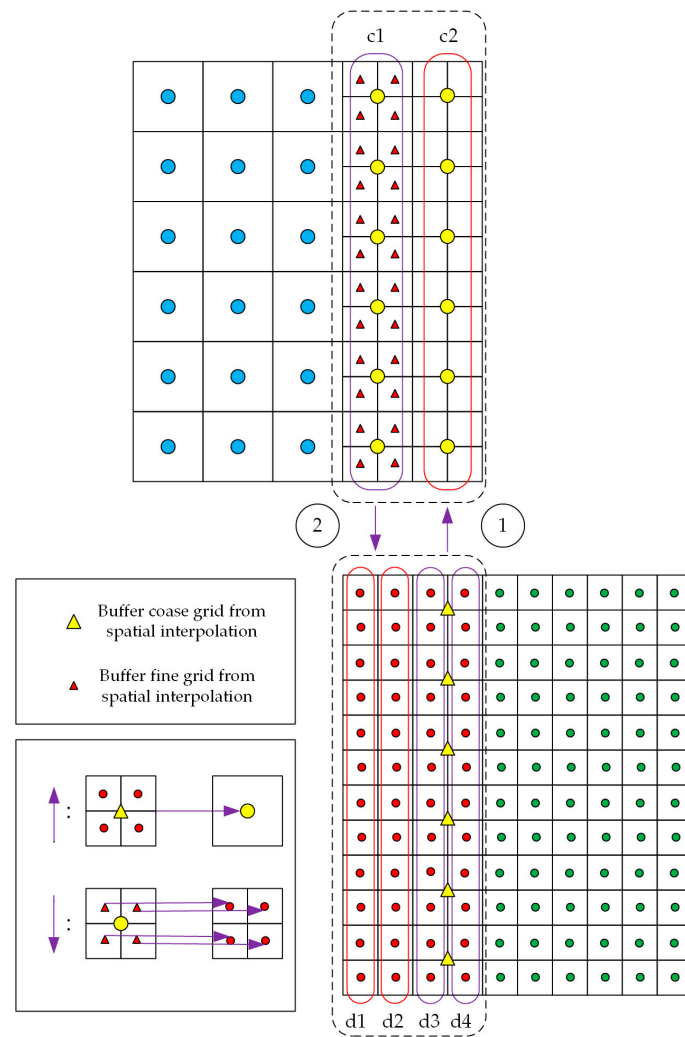 c1 c2
2 1
Buffer coase grid from
spatial interpolation
Buffer fine grid from
spatial interpolation
:
:
d1 d2 d3 d4